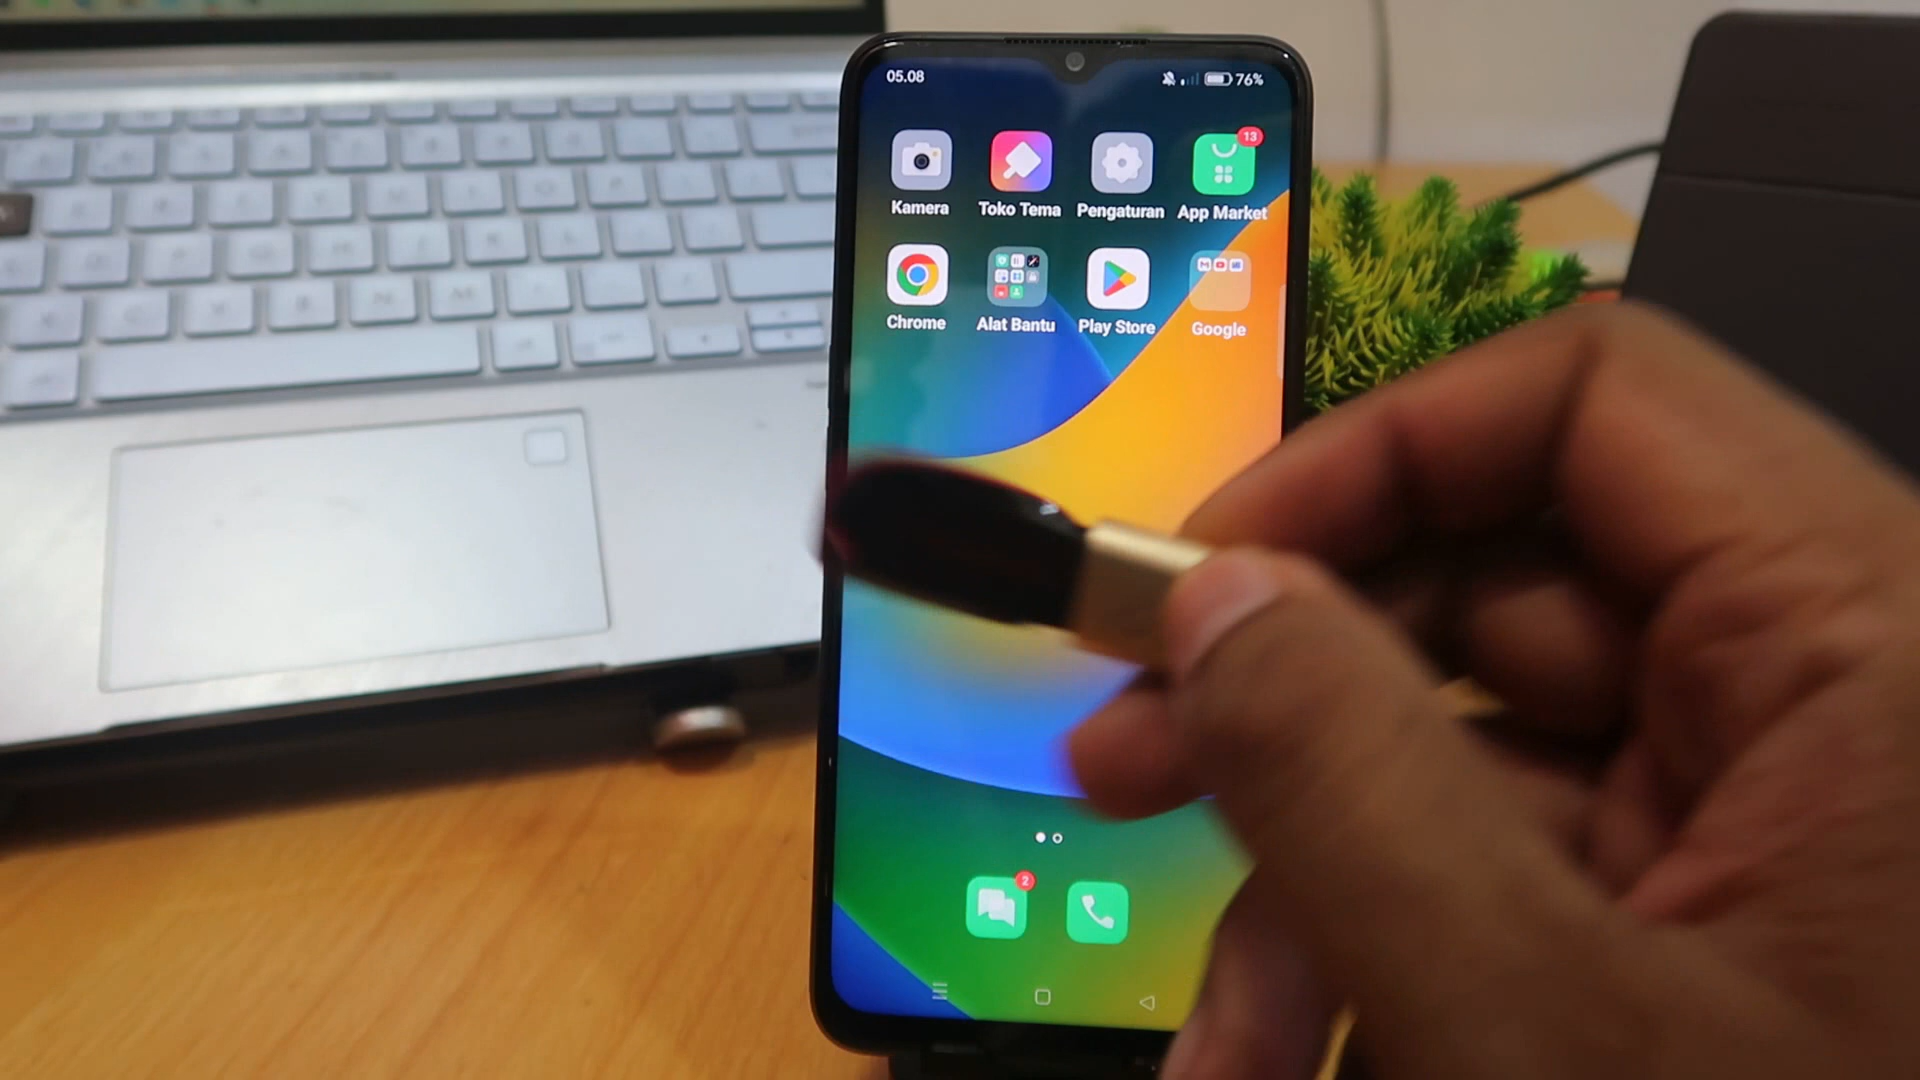 05.08 76%
13
Kamera Toko Tema Pengaturan App Market
Chrome Alat Bantu Play Store Google
2